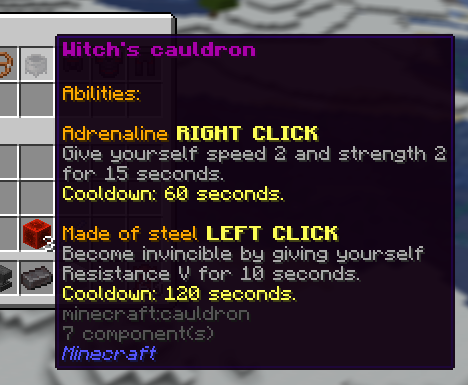 Witch's cauldron
Abilities:
Adrenaline RIGHT CLICK
Give yourself speed 2 and strength 2
for 15 seconds.
Cooldown: 60 seconds.
Made of steel LEFT CLICK
Become invincible by giving yourself
Resistance V for 10 seconds.
Cooldown: 120 seconds.
minecraft:cauldron
7 component(s)
Minecraft
3